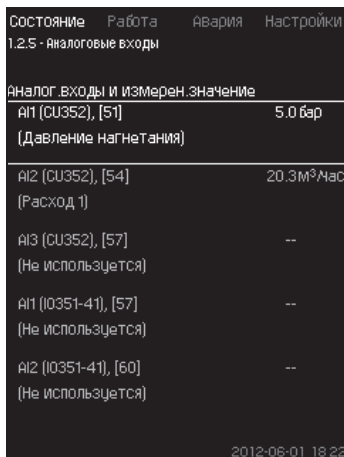 Состояние Работа Авария Настройки
1.2.5 - Аналоговые входы
Аналог.входы и измерен.значение
AI1 (CU352), [51] 5.0 бар
(Давление нагнетания)
AI2 (CU352), [54] 20.3м³/час
(Расход 1)
AI3 (CU352), [57] --
(Не используется)
AI1 (IO351-41), [57] --
(Не используется)
AI2 (IO351-41), [60] --
(Не используется)
2012-06-01 18:22